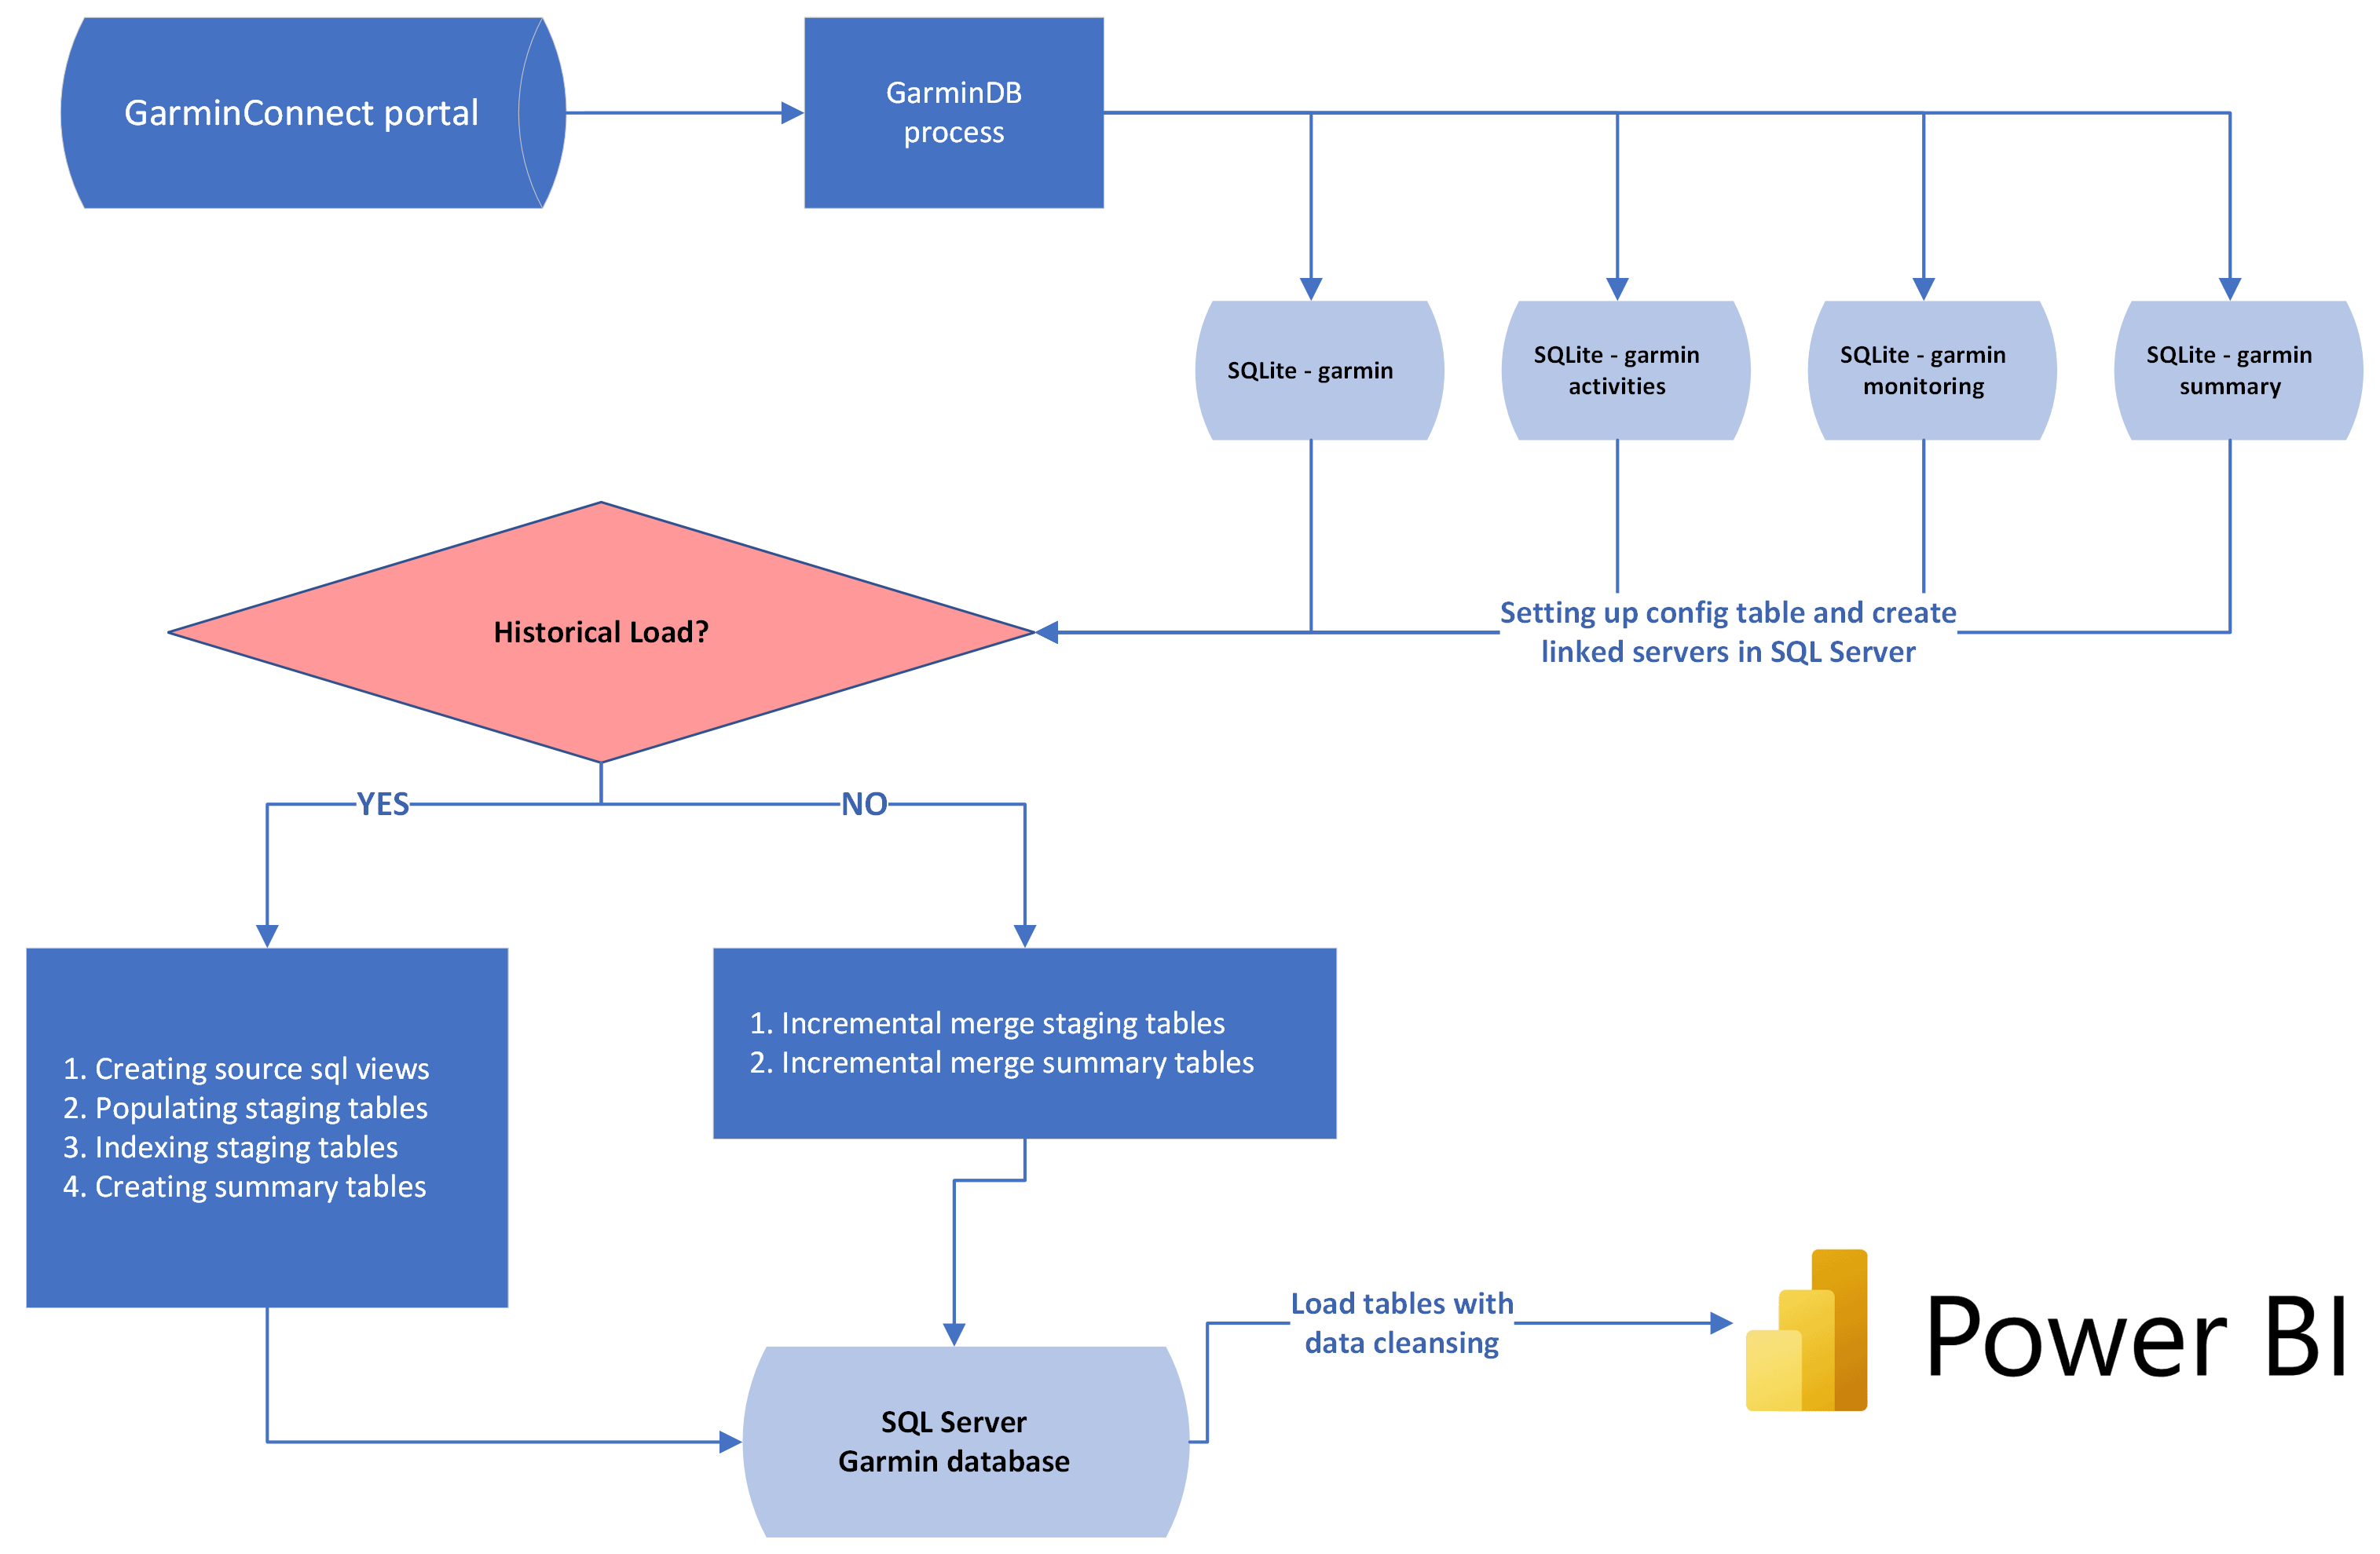 GarminConnect portal
GarminDB
process
SQLite - garmin
SQLite - garmin
activities
SQLite - garmin
monitoring
SQLite - garmin
summary
Historical Load?
Setting up config table and create
linked servers in SQL Server
YES
NO
1. Creating source sql views
2. Populating staging tables
3. Indexing staging tables
4. Creating summary tables
1. Incremental merge staging tables
2. Incremental merge summary tables
Load tables with
data cleansing
Power BI
SQL Server
Garmin database